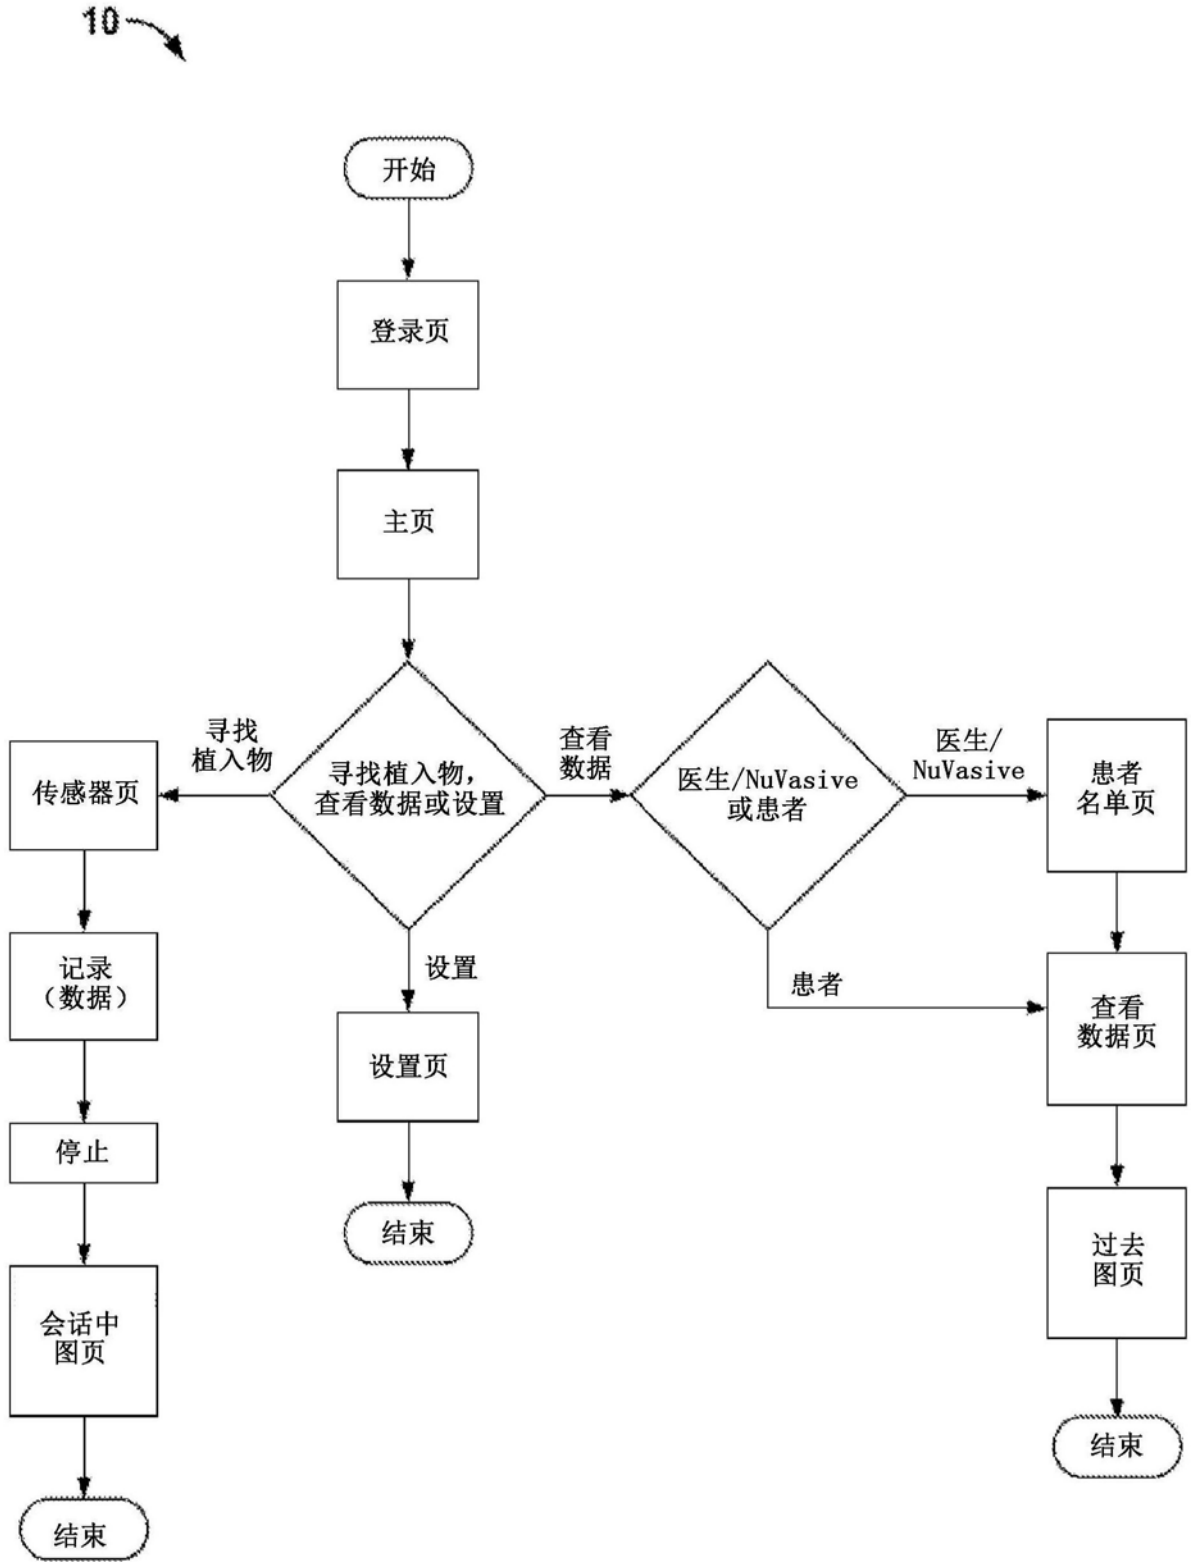 10
开始
登录页
主页
寻找
植入物
查看
数据
医生/
NuVasive
传感器页
寻找植入物，
查看数据或设置
医生/NuVasive
或患者
患者
名单页
记录
（数据）
设置
患者
查看
数据页
设置页
停止
结束
过去
图页
会话中
图页
结束
结束